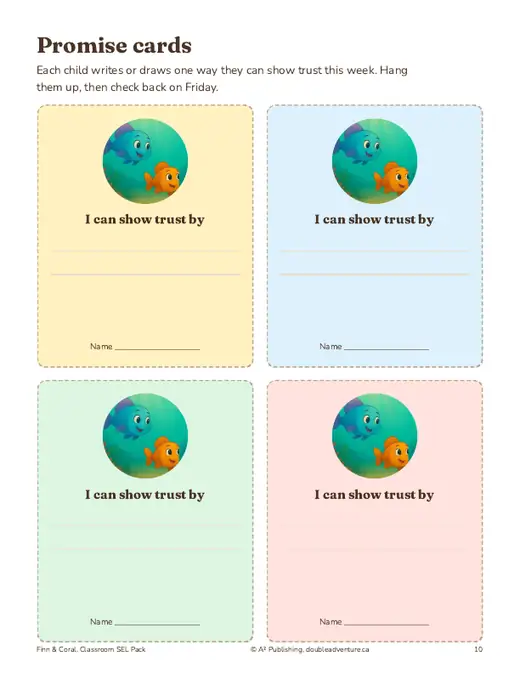 Promise cards
Each child writes or draws one way they can show trust this week. Hang
them up, then check back on Friday.
I can show trust by
I can show trust by
Name
Name
I can show trust by
I can show trust by
Name
Name
Finn & Coral. Classroom SEL Pack
© A² Publishing, doubleadventure.ca
10